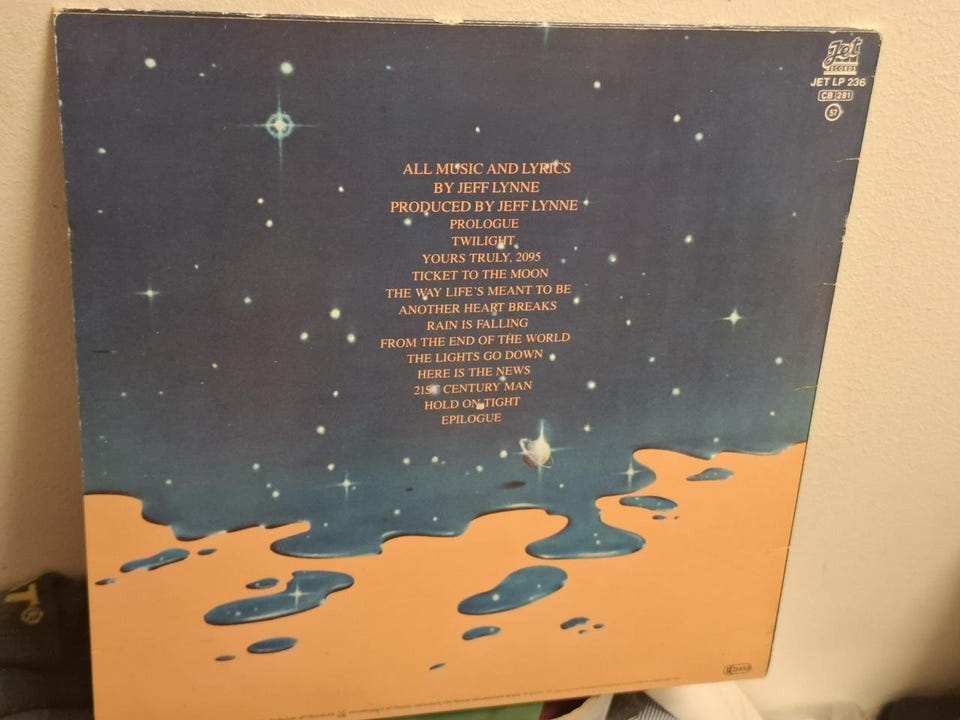 Jet
RECORDS
JET LP 236
CB 281
57
ALL MUSIC AND LYRICS
BY JEFF LYNNE
PRODUCED BY JEFF LYNNE
PROLOGUE
TWILIGHT
YOURS TRULY, 2095
TICKET TO THE MOON
THE WAY LIFE'S MEANT TO BE
ANOTHER HEART BREAKS
RAIN IS FALLING
FROM THE END OF THE WORLD
THE LIGHTS GO DOWN
HERE IS THE NEWS
21ST CENTURY MAN
HOLD ON TIGHT
EPILOGUE